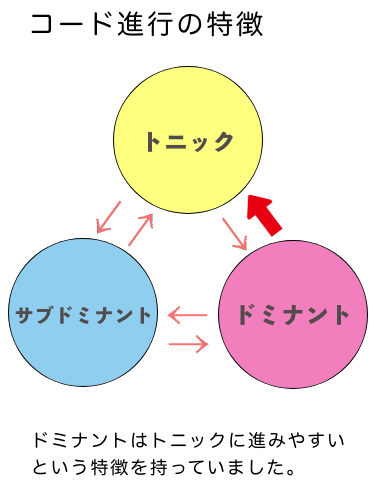 コード進行の特徴
トニック
サブドミナント
ドミナント
ドミナントはトニックに進みやすい
という特徴を持っていました。